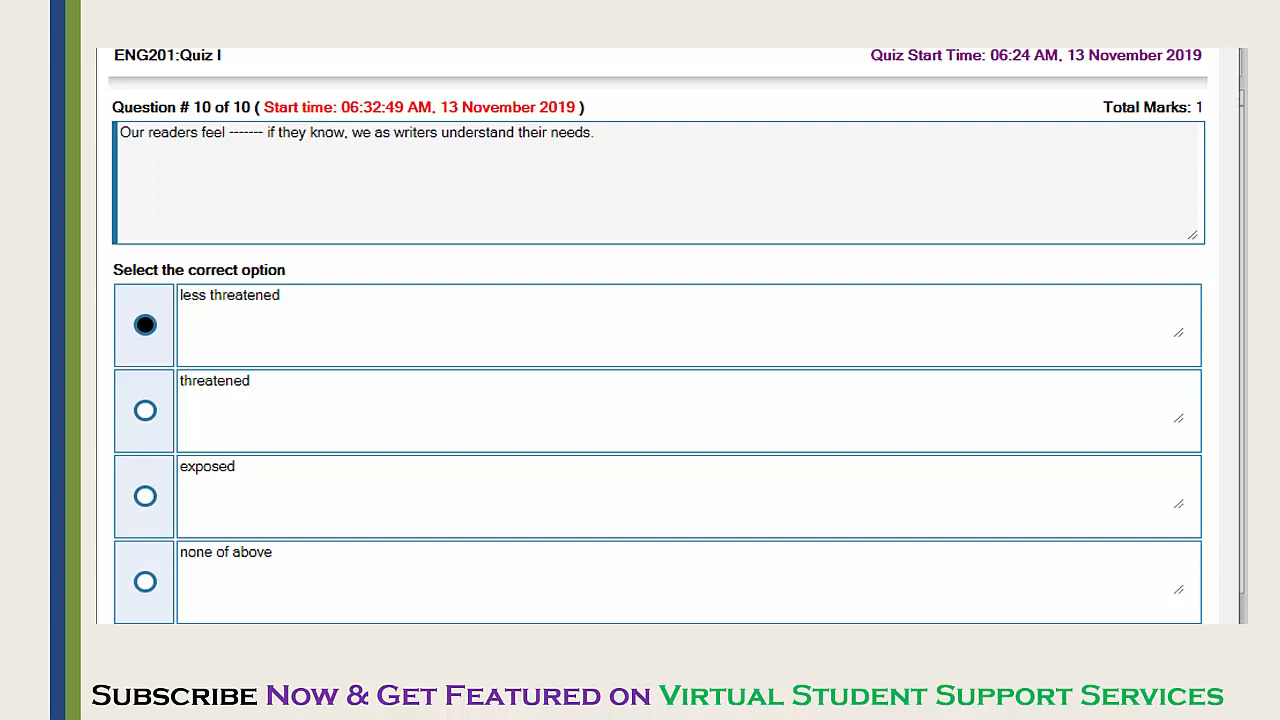 ENG201:Quiz I
Quiz Start Time: 06:24 AM, 13 November 2019
Question # 10 of 10 ( Start time: 06:32:49 AM, 13 November 2019 )
Total Marks: 1
Our readers feel ------- if they know, we as writers understand their needs.
Select the correct option
less threatened
threatened
exposed
none of above
Subscribe Now & Get Featured on Virtual Student Support Services